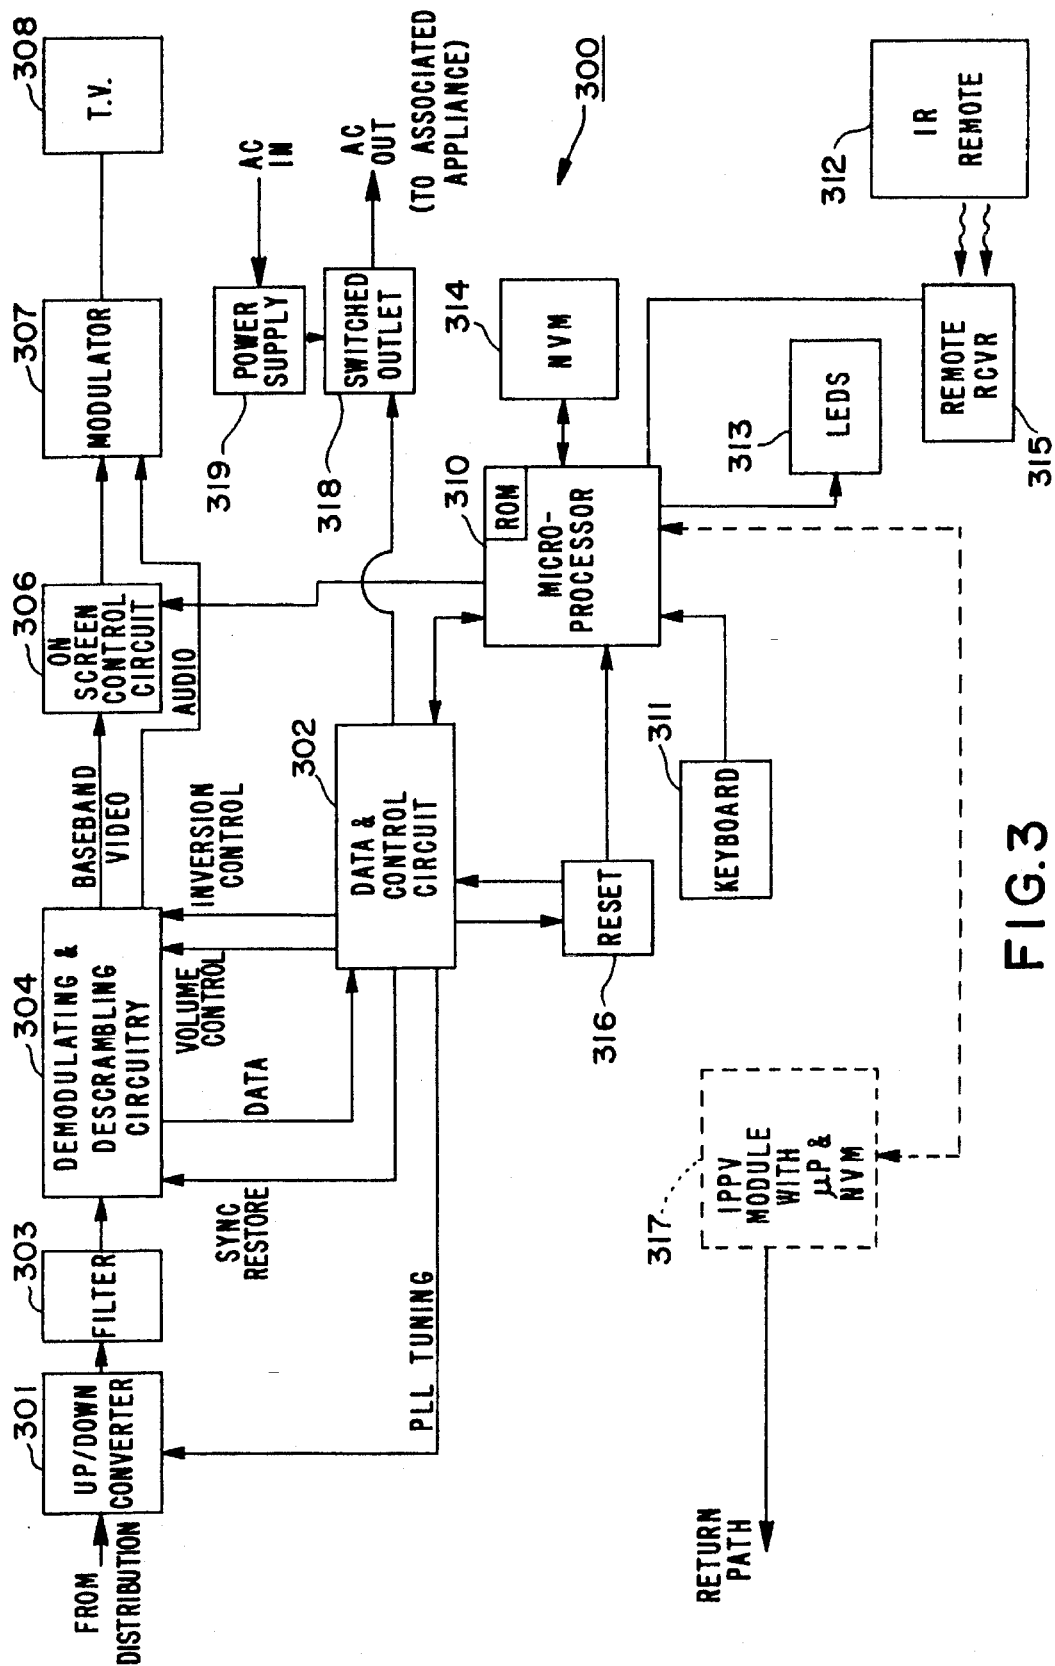 301
UP/DOWN
CONVERTER
FROM
DISTRIBUTION
303
FILTER
304
DEMODULATING &
DESCRAMBLING
CIRCUITRY
BASEBAND
VIDEO
AUDIO
306
ON
SCREEN
CONTROL
CIRCUIT
307
MODULATOR
308
T.V.
SYNC
RESTORE
DATA
VOLUME
CONTROL
INVERSION
CONTROL
PLL TUNING
302
DATA &
CONTROL
CIRCUIT
319
POWER
SUPPLY
AC
IN
318
SWITCHED
OUTLET
AC
OUT
(TO ASSOCIATED
APPLIANCE)
310
ROM
MICRO-
PROCESSOR
314
NVM
300
316
RESET
311
KEYBOARD
313
LEDS
312
IR
REMOTE
315
REMOTE
RCVR
317
IPPV
MODULE
WITH
μP &
NVM
RETURN
PATH
FIG.3